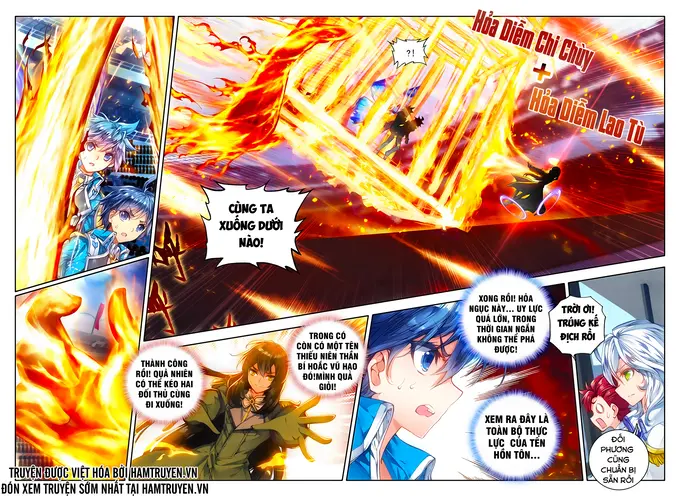 ?!
Hỏa Diễm Chi Chùy
+
Hỏa Diễm Lao Tù
CÙNG TA
XUỐNG DƯỚI
NÀO!
THÀNH CÔNG
RỒI! QUẢ NHIÊN
CÓ THỂ KÉO HAI
ĐỐI THỦ CÙNG
ĐI XUỐNG!
TRONG CÓ
CÒN CÓ MỘT TÊN
THIẾU NIÊN THẦN
BÍ HOẮC VŨ HẠO
ĐÓ!MÌNH QUÁ
GIỎI!
XONG RỒI! HỎA
NGỤC NÀY... UY LỰC
QUÁ LỚN, TRONG
THỜI GIAN NGẮN
KHÔNG THỂ PHÁ
ĐƯỢC!
XEM RA ĐÂY LÀ
TOÀN BỘ THỰC
LỰC CỦA TÊN
HỒN TÔN...
TRỜI ƠI!
TRÚNG KẾ
ĐỊCH RỒI
ĐỐI
PHƯƠNG
CŨNG
CHUẨN BỊ
SẴN RỒI
TRUYỆN ĐƯỢC VIỆT HÓA BỞI HAMTRUYEN.VN
ĐÓN XEM TRUYỆN SỚM NHẤT TẠI HAMTRUYEN.VN